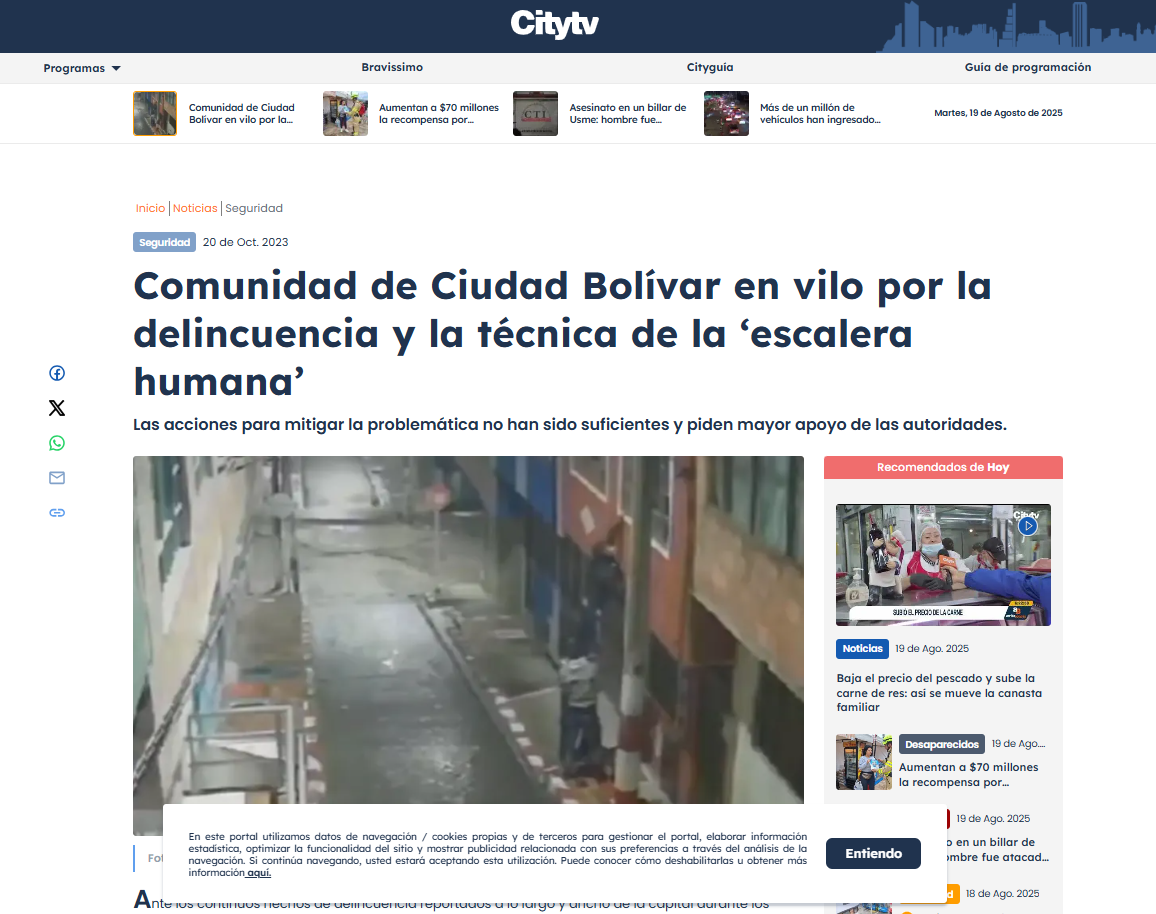 Citytv
Programas
Bravissimo
Cityguía
Guía de programación
Comunidad de Ciudad
Bolívar en vilo por la...
Aumentan a $70 millones
la recompensa por...
Asesinato en un billar de
Usme: hombre fue...
Más de un millón de
vehículos han ingresado...
Martes, 19 de Agosto de 2025
Inicio
Noticias
Seguridad
Seguridad
20 de Oct. 2023
Comunidad de Ciudad Bolívar en vilo por la
delincuencia y la técnica de la ‘escalera
humana’
Las acciones para mitigar la problemática no han sido suficientes y piden mayor apoyo de las autoridades.
Recomendados de Hoy
Citytv
SUBIÓ EL PRECIO DE LA CARNE
Noticias
19 de Ago. 2025
Baja el precio del pescado y sube la
carne de res: así se mueve la canasta
familiar
Desaparecidos
19 de Ago....
Aumentan a $70 millones
la recompensa por...
19 de Ago. 2025
en un billar de
fue atacad...
18 de Ago. 2025
En este portal utilizamos datos de navegación / cookies propias y de terceros para gestionar el portal, elaborar información
estadística, optimizar la funcionalidad del sitio y mostrar publicidad relacionada con sus preferencias a través del análisis de la
navegación. Si continúa navegando, usted estará aceptando esta utilización. Puede conocer cómo deshabilitarlas u obtener más
información aquí.
Entiendo
Ante los continuos hechos de delincuencia reportados a lo largo y ancho de la capital durante los